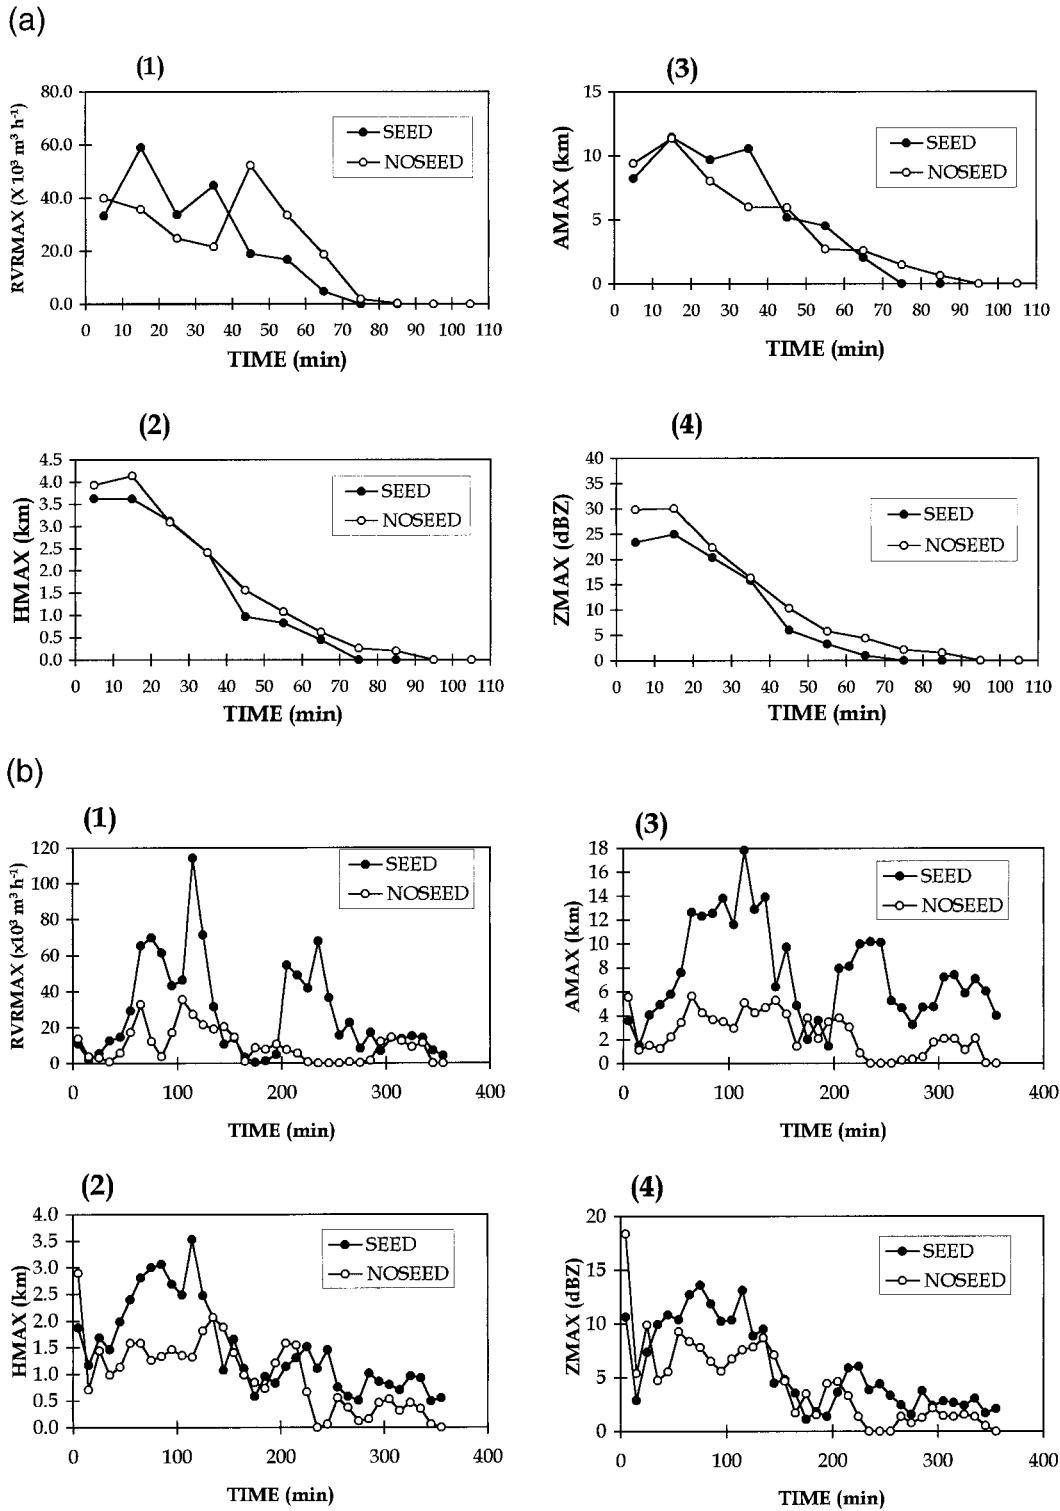 (a)
(1)
80.0
60.0
40.0
20.0
0.0
RVRMAX (X 10³ m³ h⁻¹)
SEED
NOSEED
0 10 20 30 40 50 60 70 80 90 100 110
TIME (min)
(3)
15
10
5
0
AMAX (km)
SEED
NOSEED
0 10 20 30 40 50 60 70 80 90 100 110
TIME (min)
(2)
4.5
4.0
3.5
3.0
2.5
2.0
1.5
1.0
0.5
0.0
HMAX (km)
SEED
NOSEED
0 10 20 30 40 50 60 70 80 90 100 110
TIME (min)
(4)
40
35
30
25
20
15
10
5
0
ZMAX (dBZ)
SEED
NOSEED
0 10 20 30 40 50 60 70 80 90 100 110
TIME (min)
(b)
(1)
120
100
80
60
40
20
0
RVRMAX (x10³ m³ h⁻¹)
SEED
NOSEED
0 100 200 300 400
TIME (min)
(3)
18
16
14
12
10
8
6
4
2
0
AMAX (km)
SEED
NOSEED
0 100 200 300 400
TIME (min)
(2)
4.0
3.5
3.0
2.5
2.0
1.5
1.0
0.5
0.0
HMAX (km)
SEED
NOSEED
0 100 200 300 400
TIME (min)
(4)
20
15
10
5
0
ZMAX (dBZ)
SEED
NOSEED
0 100 200 300 400
TIME (min)